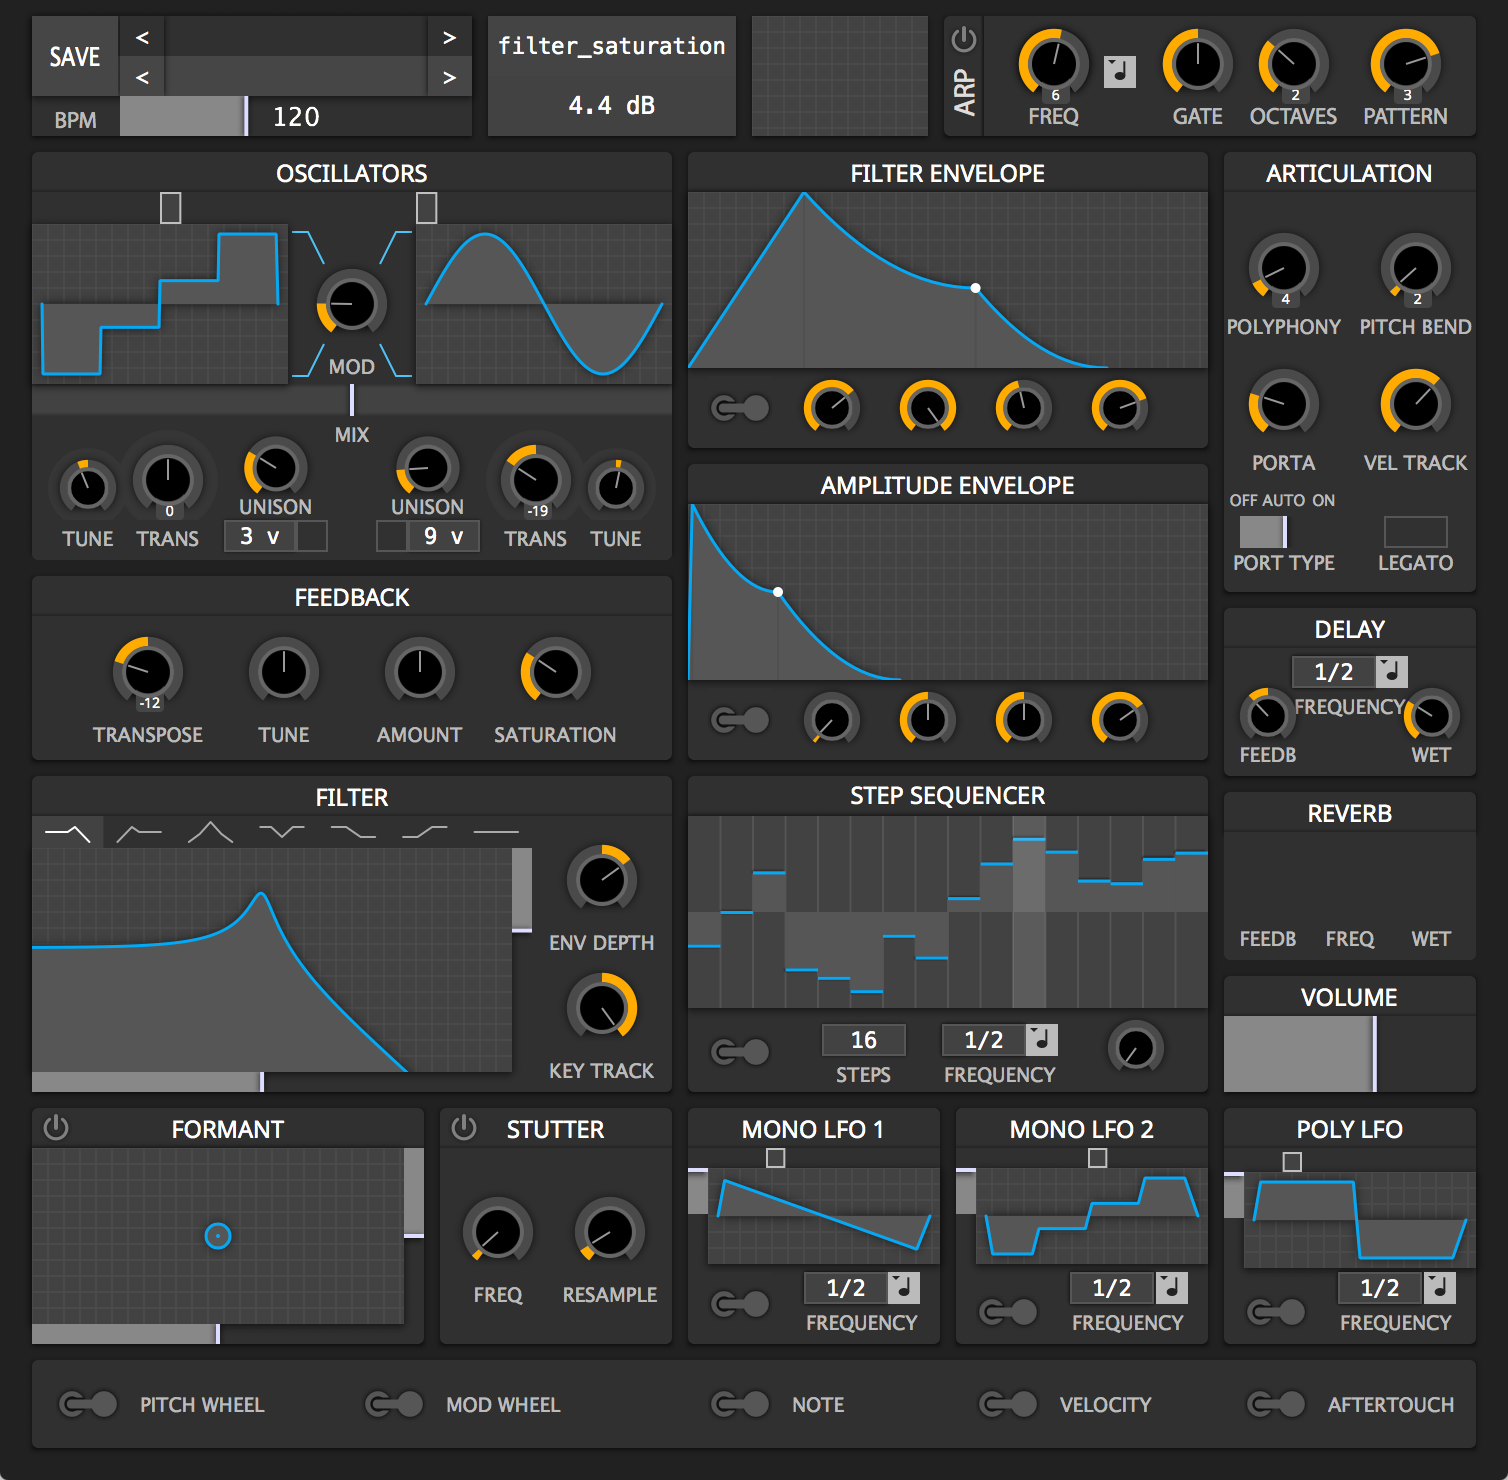 SAVE
<
>
<
>
BPM
120
filter_saturation
4.4 dB
ARP
6
2
3
FREQ
GATE
OCTAVES
PATTERN
OSCILLATORS
MOD
MIX
0
-19
UNISON
UNISON
TUNE
TRANS
3 v
9 v
TRANS
TUNE
FILTER ENVELOPE
ARTICULATION
4
2
POLYPHONY
PITCH BEND
PORTA
VEL TRACK
OFF AUTO ON
PORT TYPE
LEGATO
AMPLITUDE ENVELOPE
FEEDBACK
-12
TRANSPOSE
TUNE
AMOUNT
SATURATION
DELAY
1/2
FREQUENCY
FEEDB
WET
FILTER
ENV DEPTH
KEY TRACK
STEP SEQUENCER
16
STEPS
1/2
FREQUENCY
REVERB
FEEDB
FREQ
WET
VOLUME
FORMANT
STUTTER
FREQ
RESAMPLE
MONO LFO 1
1/2
FREQUENCY
MONO LFO 2
1/2
FREQUENCY
POLY LFO
1/2
FREQUENCY
PITCH WHEEL
MOD WHEEL
NOTE
VELOCITY
AFTERTOUCH